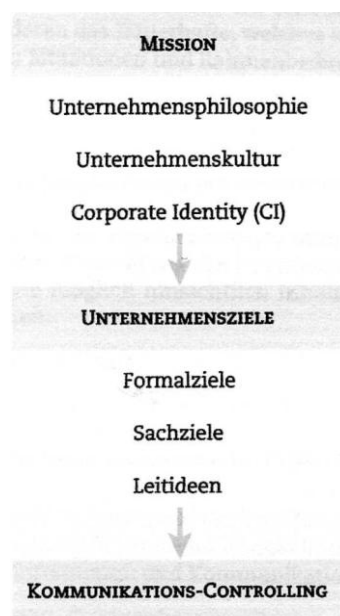 MISSION
Unternehmensphilosophie
Unternehmenskultur
Corporate Identity (CI)
UNTERNEHMENSZIELE
Formalziele
Sachziele
Leitideen
KOMMUNIKATIONS-CONTROLLING